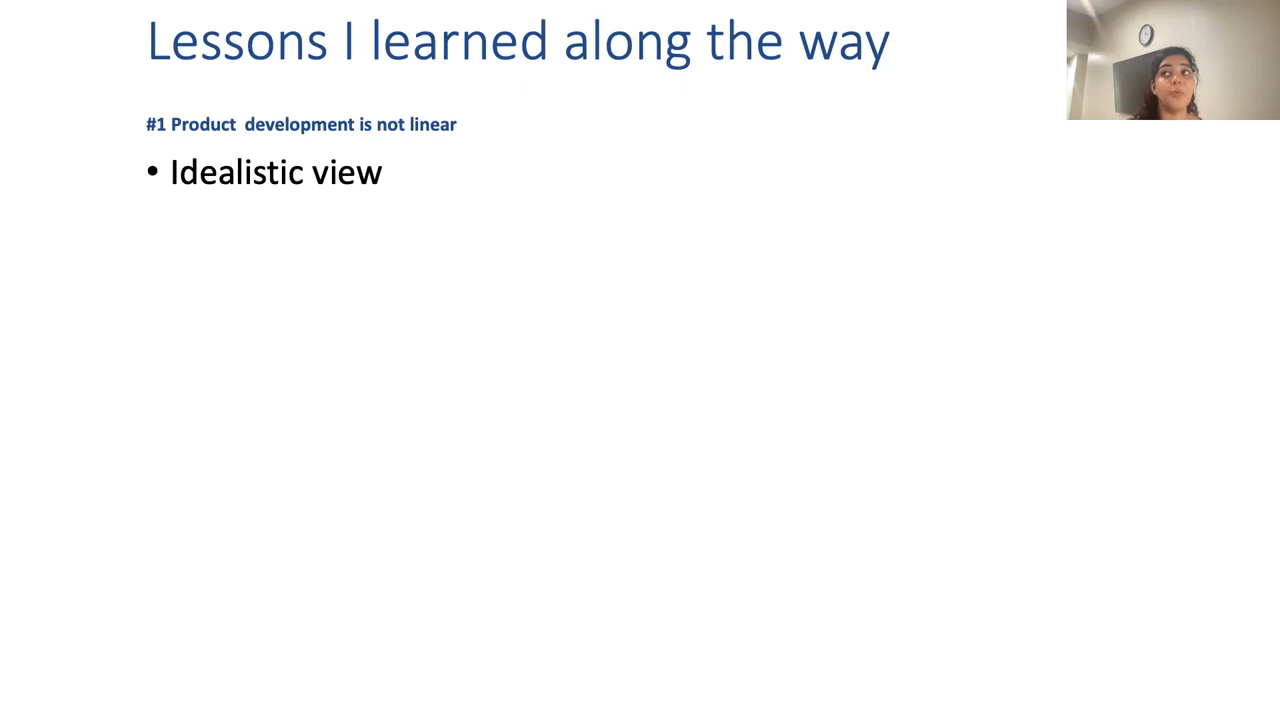 Lessons I learned along the way
#1 Product  development is not linear
• Idealistic view